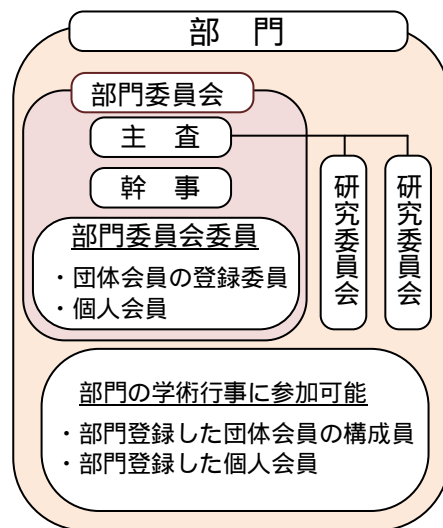 部　門
部門委員会
主　査
幹　事
部門委員会委員
・団体会員の登録委員
・個人会員
研究委員会
研究委員会
部門の学術行事に参加可能
・部門登録した団体会員の構成員
・部門登録した個人会員